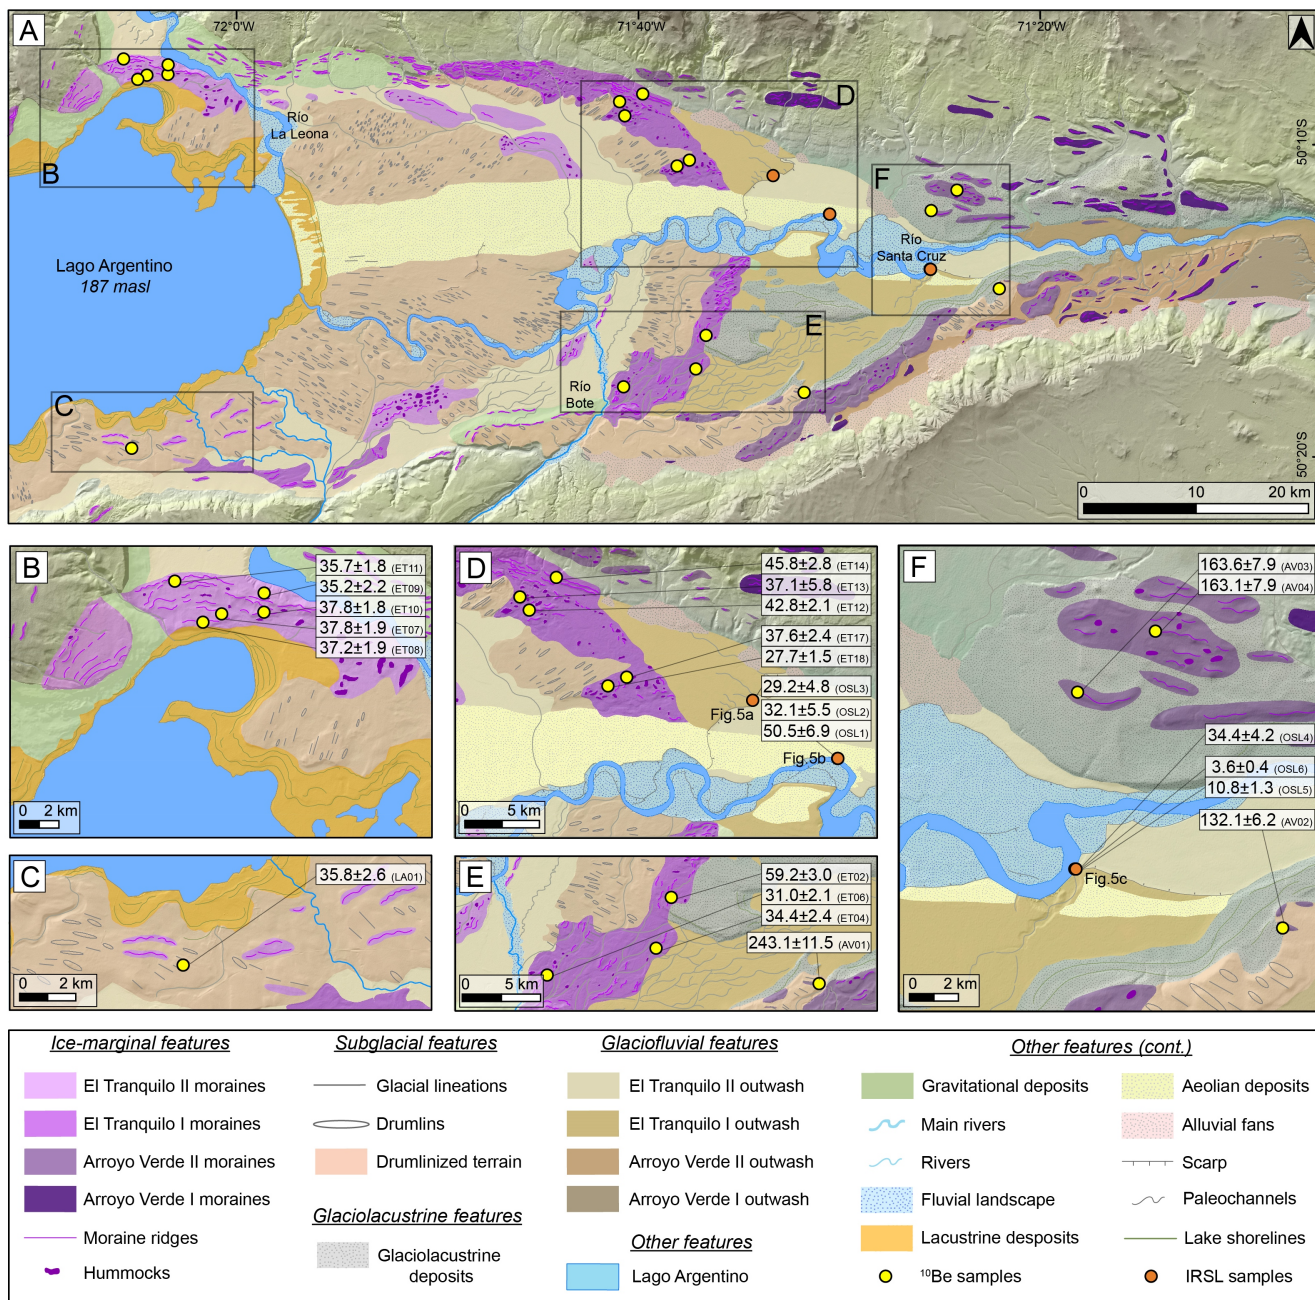 A
72°0'W
71°40'W
71°20'W
50°10'S
50°20'S
Río
La Leona
B
D
F
Río
Santa Cruz
Lago Argentino
187 masl
E
Río
Bote
C
0 10 20 km
B
35.7±1.8 (ET11)
35.2±2.2 (ET09)
37.8±1.8 (ET10)
37.8±1.9 (ET07)
37.2±1.9 (ET08)
0 2 km
D
45.8±2.8 (ET14)
37.1±5.8 (ET13)
42.8±2.1 (ET12)
37.6±2.4 (ET17)
27.7±1.5 (ET18)
29.2±4.8 (OSL3)
32.1±5.5 (OSL2)
50.5±6.9 (OSL1)
Fig.5a
Fig.5b
0 5 km
F
163.6±7.9 (AV03)
163.1±7.9 (AV04)
34.4±4.2 (OSL4)
3.6±0.4 (OSL6)
10.8±1.3 (OSL5)
132.1±6.2 (AV02)
Fig.5c
0 2 km
C
35.8±2.6 (LA01)
0 2 km
E
59.2±3.0 (ET02)
31.0±2.1 (ET06)
34.4±2.4 (ET04)
243.1±11.5 (AV01)
0 5 km
Ice-marginal features
El Tranquilo II moraines
El Tranquilo I moraines
Arroyo Verde II moraines
Arroyo Verde I moraines
Moraine ridges
Hummocks
Subglacial features
Glacial lineations
Drumlins
Drumlinized terrain
Glaciolacustrine features
Glaciolacustrine
deposits
Glaciofluvial features
El Tranquilo II outwash
El Tranquilo I outwash
Arroyo Verde II outwash
Arroyo Verde I outwash
Other features
Lago Argentino
Other features (cont.)
Gravitational deposits
Main rivers
Rivers
Fluvial landscape
Lacustrine desposits
¹⁰Be samples
Aeolian deposits
Alluvial fans
Scarp
Paleochannels
Lake shorelines
IRSL samples